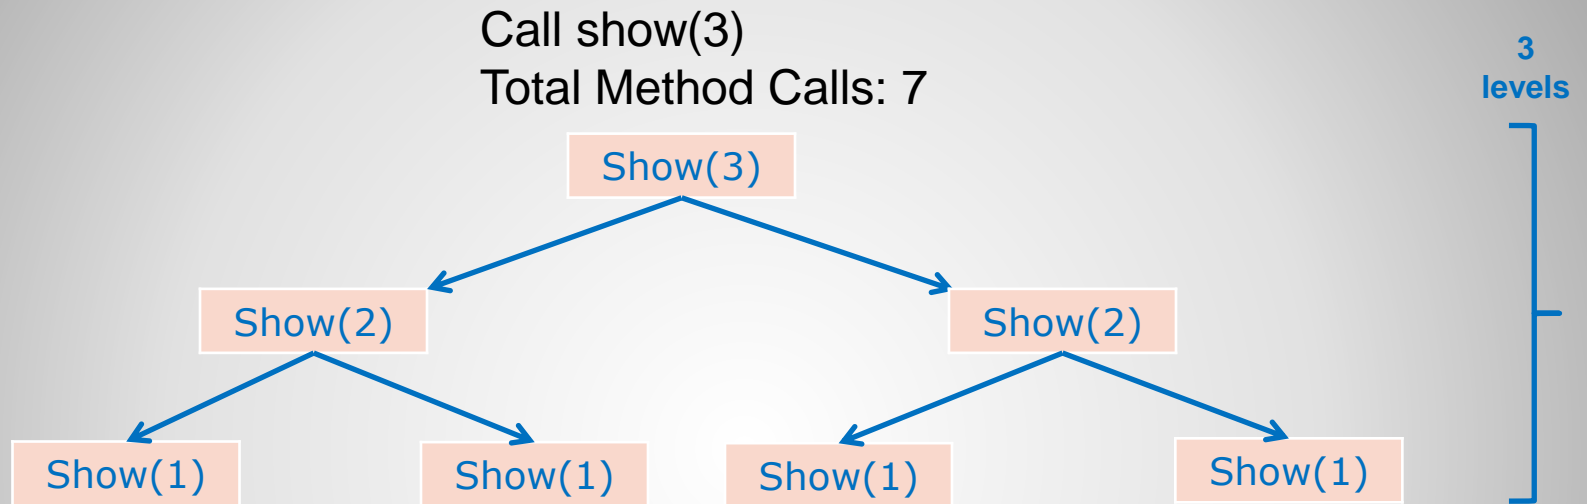 Call show(3)
Total Method Calls: 7
3
levels
Show(3)
Show(2)
Show(2)
Show(1)
Show(1)
Show(1)
Show(1)